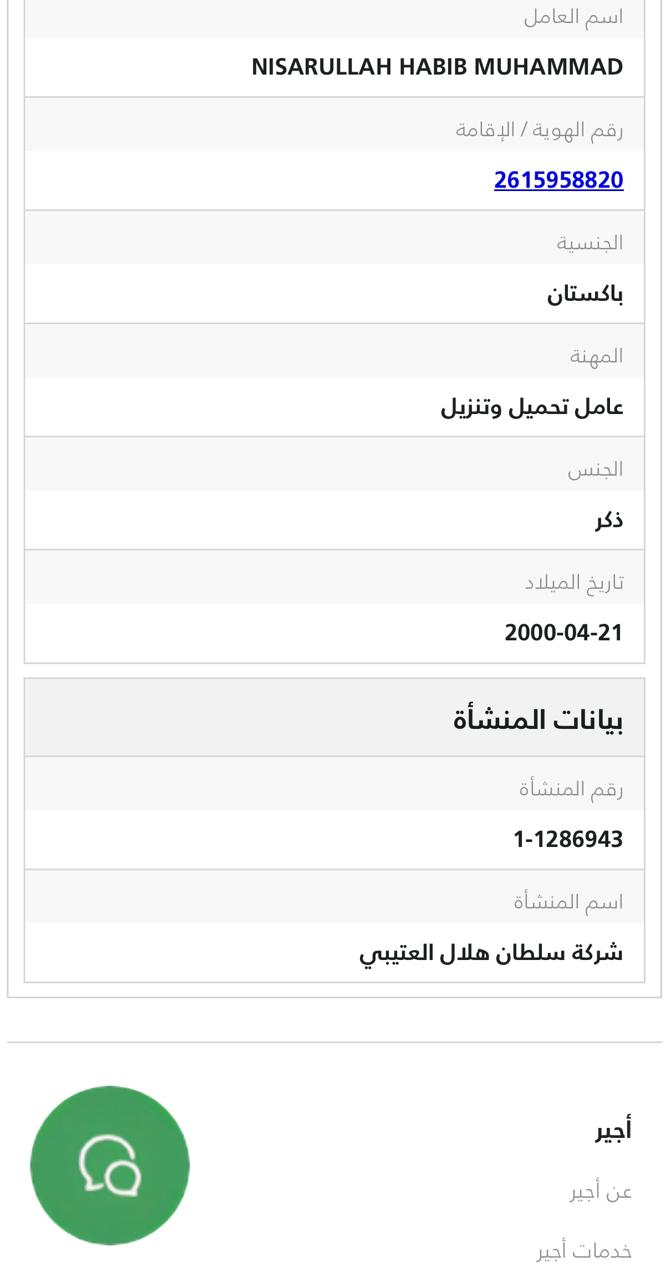 اسم العامل
NISARULLAH HABIB MUHAMMAD
رقم الهوية / الإقامة
2615958820
الجنسية
باكستان
المهنة
عامل تحميل وتنزيل
الجنس
ذكر
تاريخ الميلاد
2000-04-21
بيانات المنشأة
رقم المنشأة
1-1286943
اسم المنشأة
شركة سلطان هلال العتيبي
أجير
عن أجير
خدمات أجير